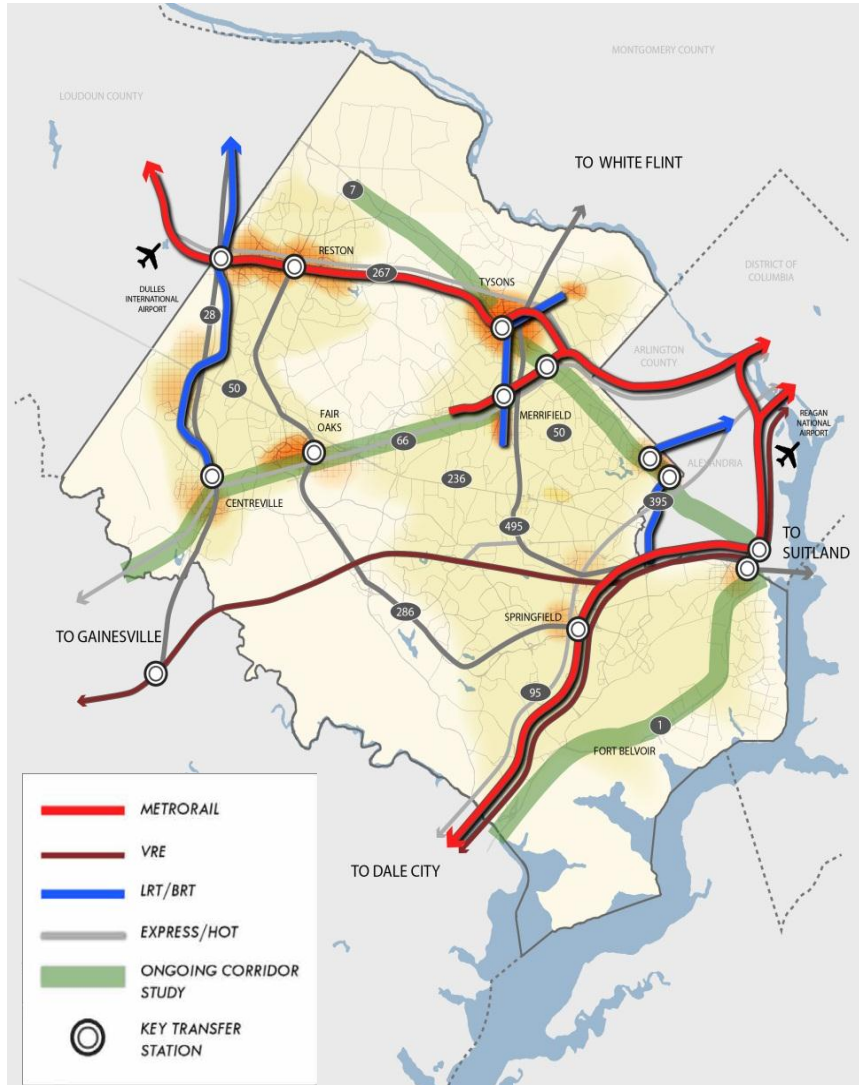 MONTGOMERY COUNTY
LOUDOUN COUNTY
TO WHITE FLINT
7
RESTON
267
TYSONS
DISTRICT OF
COLUMBIA
DULLES
INTERNATIONAL
AIRPORT
28
ARLINGTON
COUNTY
50
FAIR
OAKS
66
MERRIFIELD
50
REAGAN
NATIONAL
AIRPORT
236
ALEXANDRIA
CENTREVILLE
395
495
TO
SUITLAND
286
SPRINGFIELD
TO GAINESVILLE
95
1
FORT BELVOIR
TO DALE CITY
METRORAIL
VRE
LRT/BRT
EXPRESS/HOT
ONGOING CORRIDOR
STUDY
KEY TRANSFER
STATION